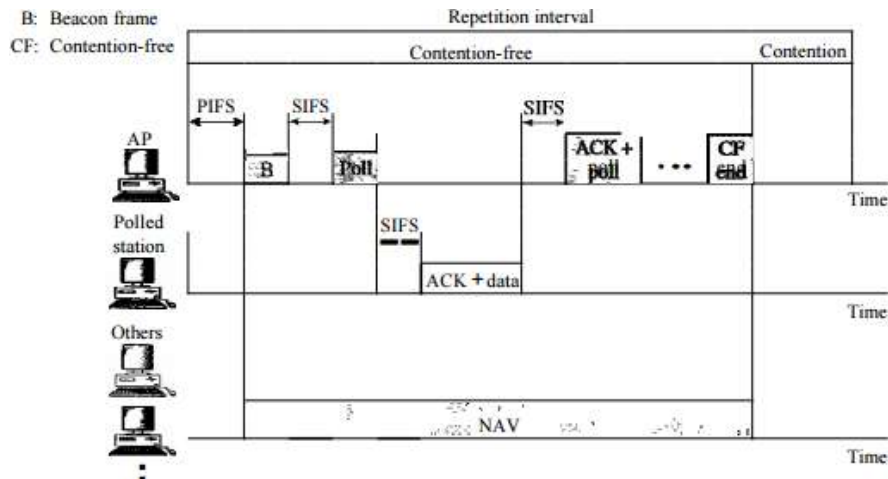 B: Beacon frame
CF: Contention-free
Repetition interval
Contention-free
Contention
PIFS
SIFS
SIFS
AP
B
Poll
ACK +
poll
• • •
CF
end
Time
Polled
station
SIFS
ACK + data
Time
Others
NAV
Time